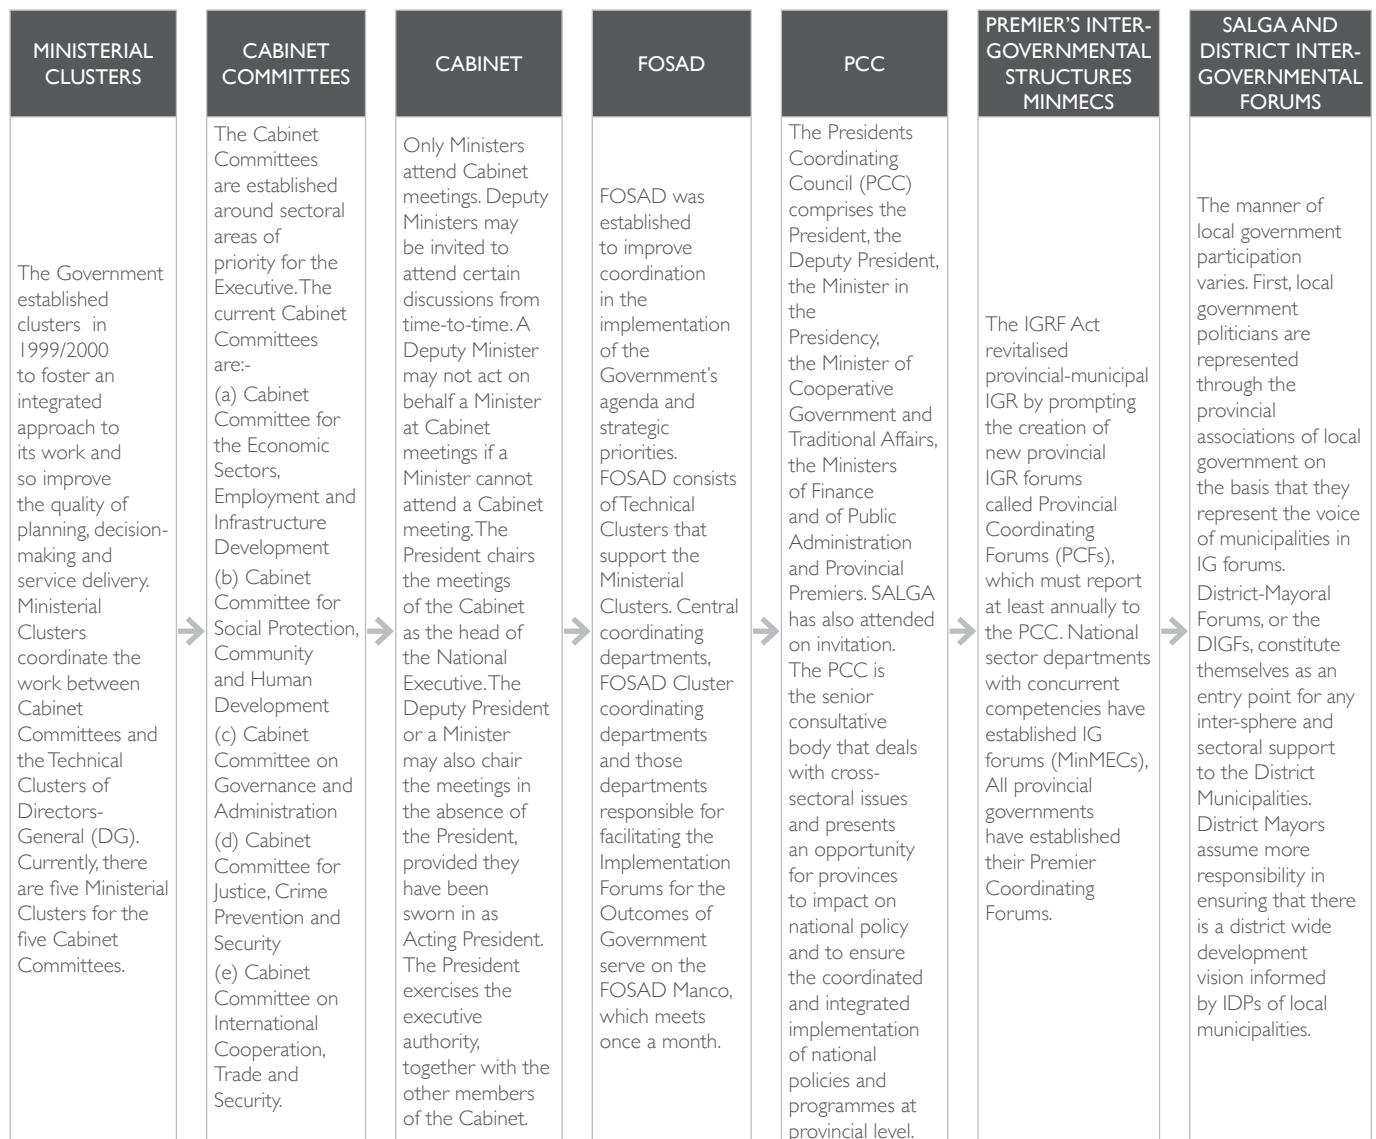 MINISTERIAL
CLUSTERS
The Government
established
clusters in
1999/2000
to foster an
integrated
approach to
its work and
so improve
the quality of
planning, decision-
making and
service delivery.
Ministerial
Clusters
coordinate the
work between
Cabinet
Committees and
the Technical
Clusters of
Directors-
General (DG).
Currently, there
are five Ministerial
Clusters for the
five Cabinet
Committees.
CABINET
COMMITTEES
The Cabinet
Committees
are established
around sectoral
areas of
priority for the
Executive. The
current Cabinet
Committees
are:-
(a) Cabinet
Committee for
the Economic
Sectors,
Employment and
Infrastructure
Development
(b) Cabinet
Committee for
Social Protection,
Community
and Human
Development
(c) Cabinet
Committee on
Governance and
Administration
(d) Cabinet
Committee for
Justice, Crime
Prevention and
Security
(e) Cabinet
Committee on
International
Cooperation,
Trade and
Security.
CABINET
Only Ministers
attend Cabinet
meetings. Deputy
Ministers may
be invited to
attend certain
discussions from
time-to-time. A
Deputy Minister
may not act on
behalf a Minister
at Cabinet
meetings if a
Minister cannot
attend a Cabinet
meeting. The
President chairs
the meetings
of the Cabinet
as the head of
the National
Executive. The
Deputy President
or a Minister
may also chair
the meetings in
the absence of
the President,
provided they
have been
sworn in as
Acting President.
The President
exercises the
executive
authority,
together with the
other members
of the Cabinet.
FOSAD
FOSAD was
established
to improve
coordination
in the
implementation
of the
Government's
agenda and
strategic
priorities.
FOSAD consists
of Technical
Clusters that
support the
Ministerial
Clusters. Central
coordinating
departments,
FOSAD Cluster
coordinating
departments
and those
departments
responsible for
facilitating the
Implementation
Forums for the
Outcomes of
Government
serve on the
FOSAD Manco,
which meets
once a month.
PCC
The Presidents
Coordinating
Council (PCC)
comprises the
President, the
Deputy President,
the Minister in
the
Presidency,
the Minister of
Cooperative
Government and
Traditional Affairs,
the Ministers
of Finance
and of Public
Administration
and Provincial
Premiers. SALGA
has also attended
on invitation.
The PCC is
the senior
consultative
body that deals
with cross-
sectoral issues
and presents
an opportunity
for provinces
to impact on
national policy
and to ensure
the coordinated
and integrated
implementation
of national
policies and
programmes at
provincial level.
PREMIER'S INTER-
GOVERNMENTAL
STRUCTURES
MINMECS
The IGRF Act
revitalised
provincial-municipal
IGR by prompting
the creation of
new provincial
IGR forums
called Provincial
Coordinating
Forums (PCFs),
which must report
at least annually to
the PCC. National
sector departments
with concurrent
competencies have
established IG
forums (MinMECs),
All provincial
governments
have established
their Premier
Coordinating
Forums.
SALGA AND
DISTRICT INTER-
GOVERNMENTAL
FORUMS
The manner of
local government
participation
varies. First, local
government
politicians are
represented
through the
provincial
associations of local
government on
the basis that they
represent the voice
of municipalities in
IG forums.
District-Mayoral
Forums, or the
DIGFs, constitute
themselves as an
entry point for any
inter-sphere and
sectoral support
to the District
Municipalities.
District Mayors
assume more
responsibility in
ensuring that there
is a district wide
development
vision informed
by IDPs of local
municipalities.